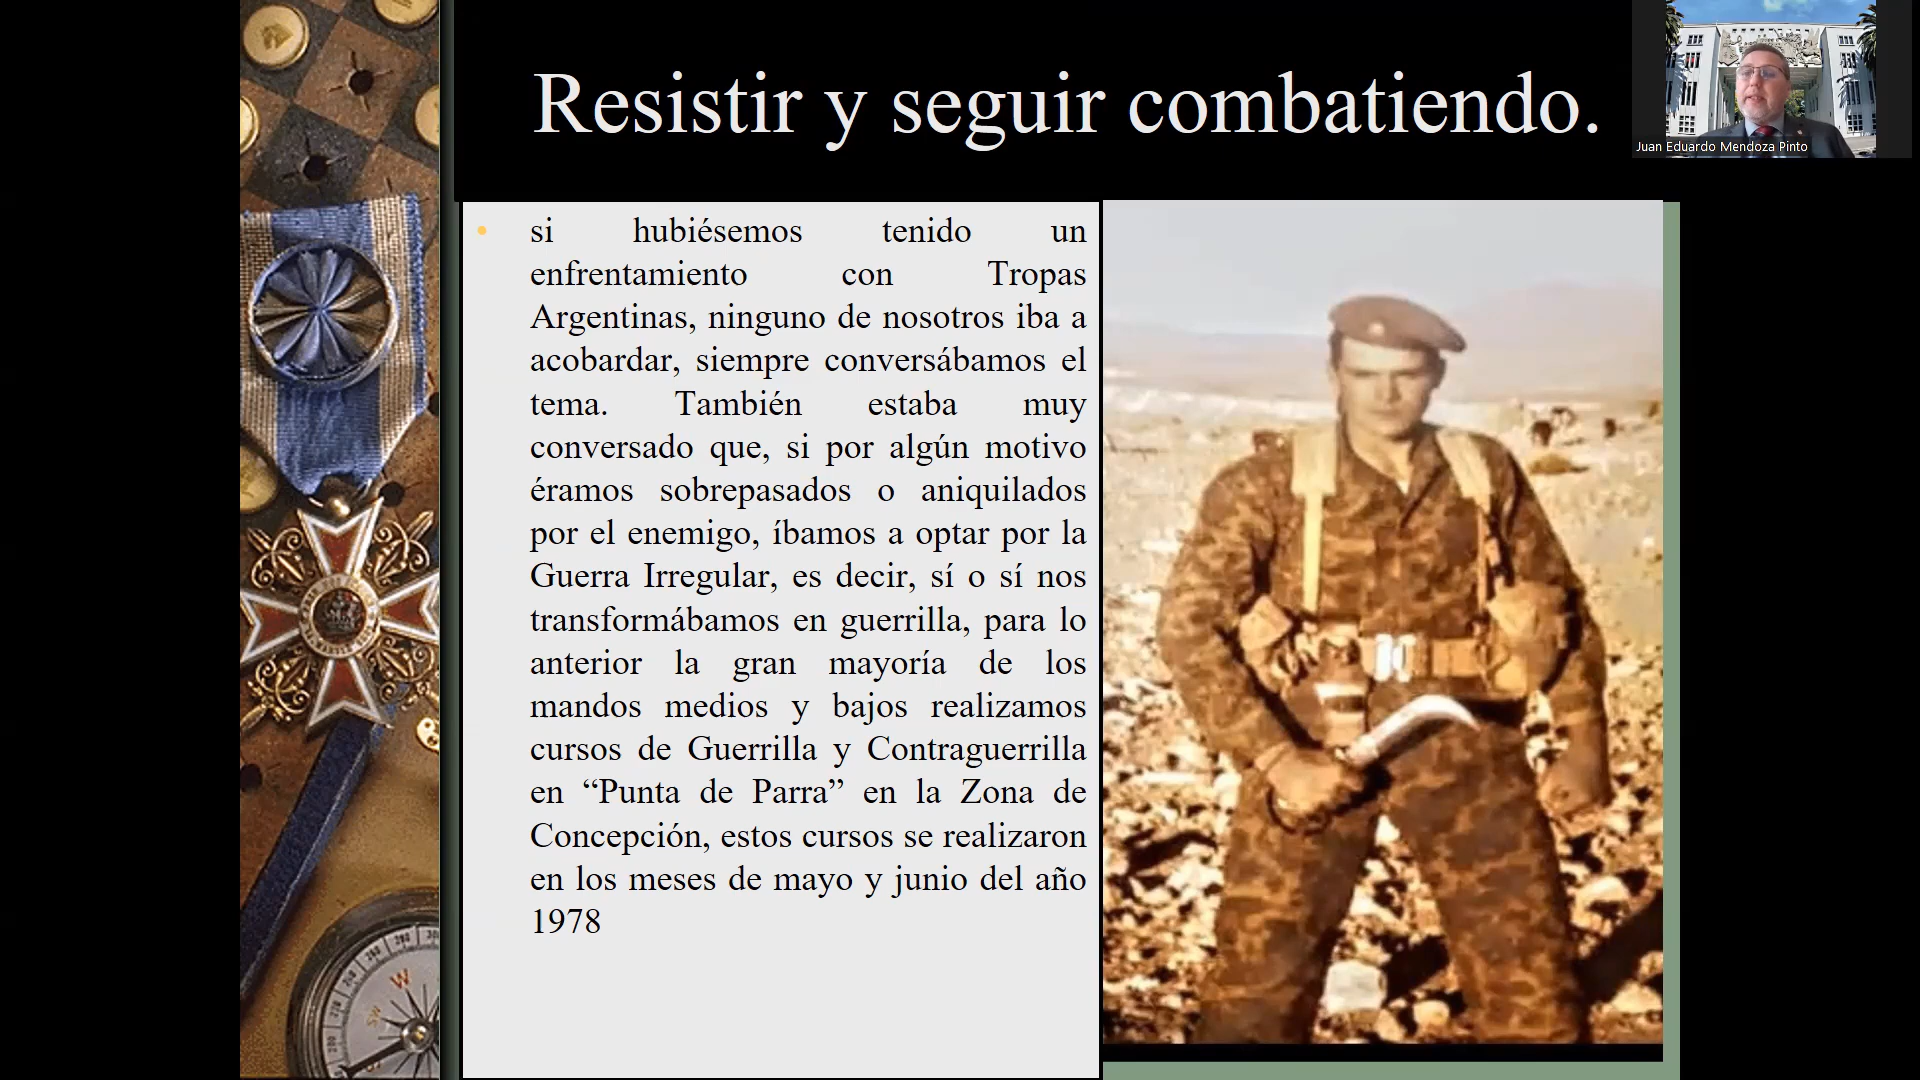 Resistir y seguir combatiendo.
Juan Eduardo Mendoza Pinto
• si hubiésemos tenido un
enfrentamiento con Tropas
Argentinas, ninguno de nosotros iba a
acobardar, siempre conversábamos el
tema. También estaba muy
conversado que, si por algún motivo
éramos sobrepasados o aniquilados
por el enemigo, íbamos a optar por la
Guerra Irregular, es decir, sí o sí nos
transformábamos en guerrilla, para lo
anterior la gran mayoría de los
mandos medios y bajos realizamos
cursos de Guerrilla y Contraguerrilla
en “Punta de Parra” en la Zona de
Concepción, estos cursos se realizaron
en los meses de mayo y junio del año
1978
W
SW